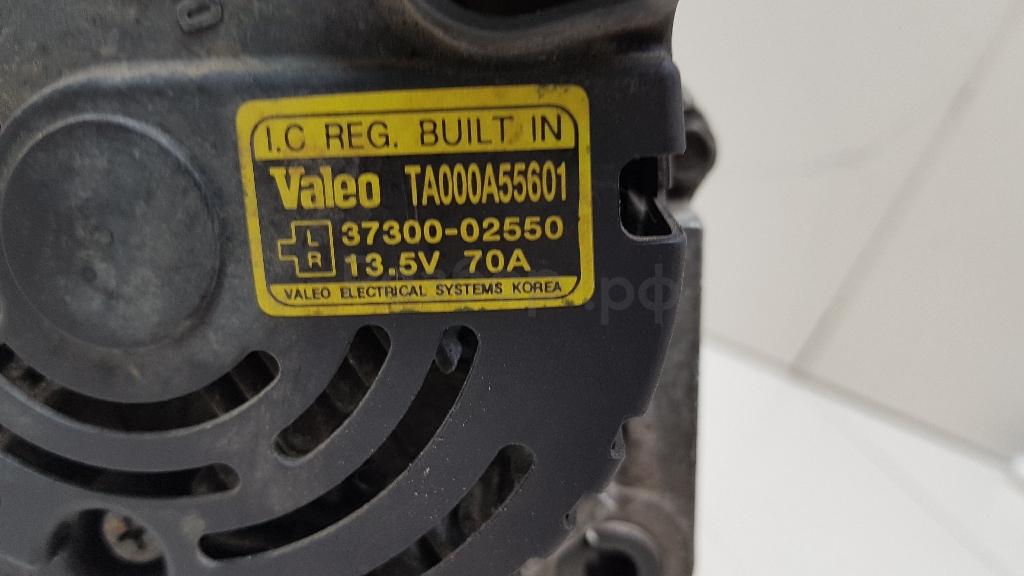 I.C REG. BUILT IN
Valeo TA000A55601
L 37300-02550
R 13.5V 70A
VALEO ELECTRICAL SYSTEMS KOREA